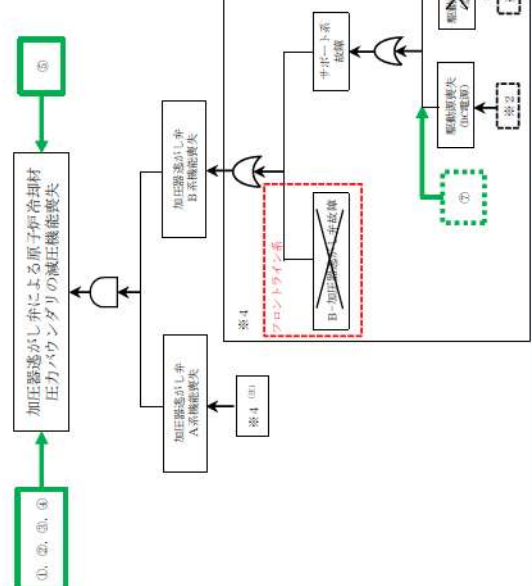 ①, ②, ③, ④
加圧器逃がし弁による原子炉冷却材
圧力バウンダリの減圧機能喪失
⑤
加圧器逃がし弁
A系機能喪失
加圧器逃がし弁
B系機能喪失
※4 (注)
※4
フロントライン系
B-加圧器逃がし弁故障
サポート系
故障
⑦
駆動源喪失
(DC電源)
※2